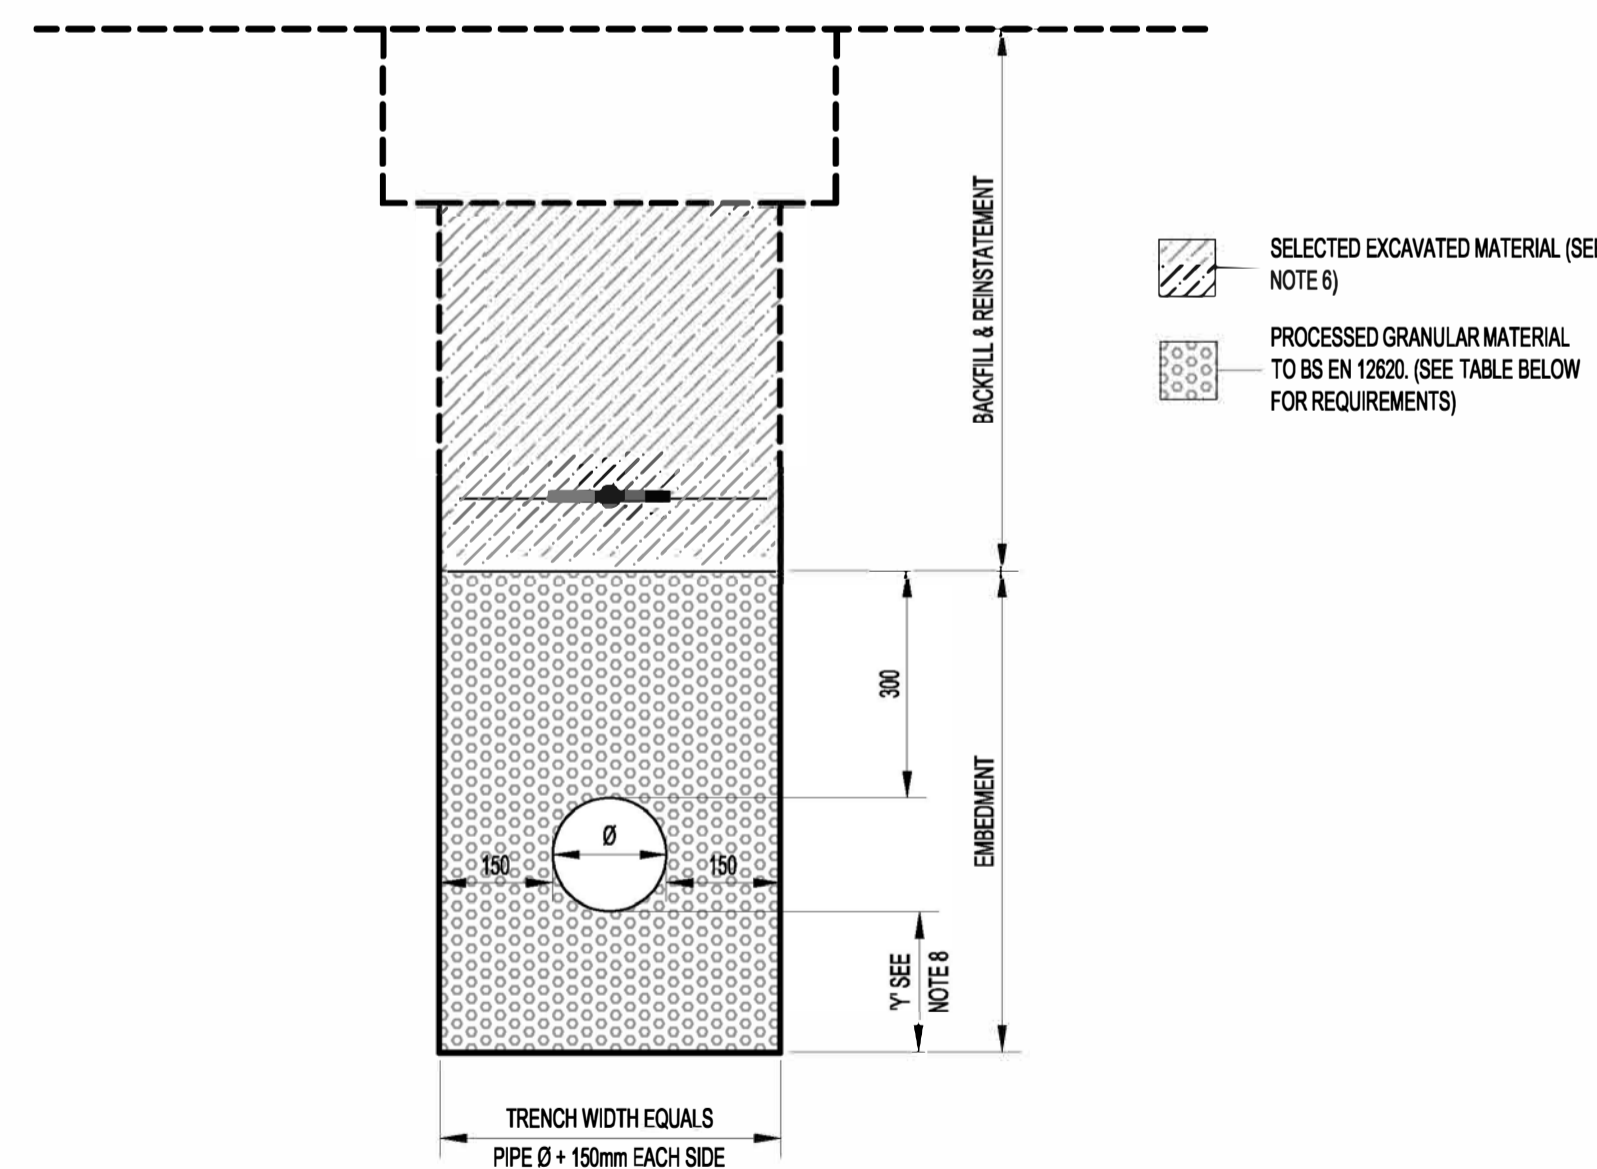 BACKFILL & REINSTATEMENT
SELECTED EXCAVATED MATERIAL (SEE
NOTE 6)
PROCESSED GRANULAR MATERIAL
TO BS EN 12620. (SEE TABLE BELOW
FOR REQUIREMENTS)
300
EMBEDMENT
Ø
150
150
'Y' SEE
NOTE 8
TRENCH WIDTH EQUALS
PIPE Ø + 150mm EACH SIDE